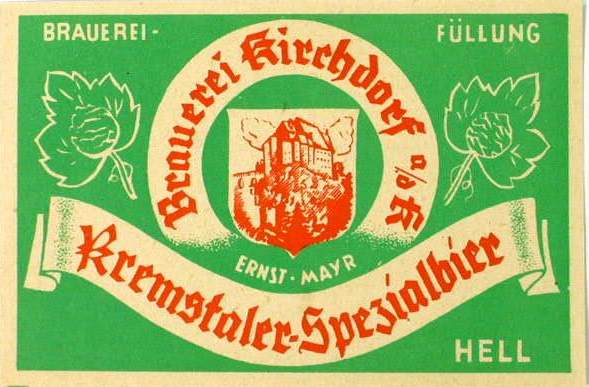 BRAUEREI- FÜLLUNG
Brauerei Kirchdorf a/d K
ERNST · MAYR
Kremstaler-Spezialbier
HELL